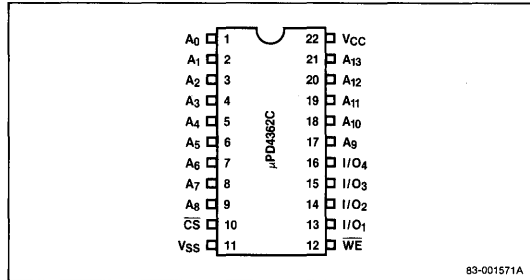 A0 1 22 VCC
A1 2 21 A13
A2 3 20 A12
A3 4 19 A11
A4 5 18 A10
A5 6 17 A9
A6 7 16 I/O4
A7 8 15 I/O3
A8 9 14 I/O2
CS 10 13 I/O1
VSS 11 12 WE
μPD4362C
83-001571A